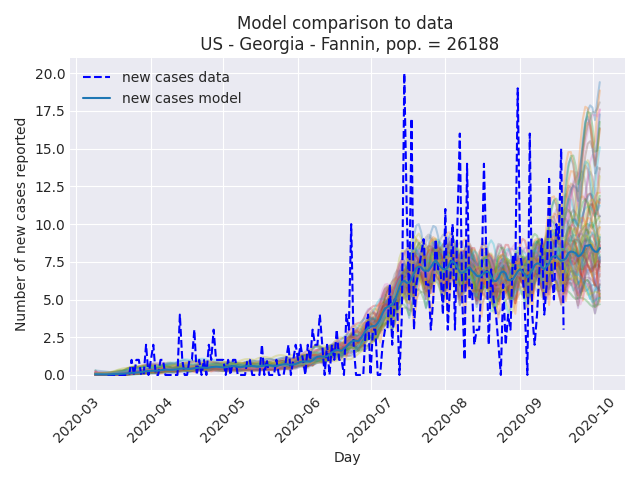 Model comparison to data
US - Georgia - Fannin, pop. = 26188
new cases data
new cases model
Number of new cases reported
20.0
17.5
15.0
12.5
10.0
7.5
5.0
2.5
0.0
2020-03
2020-04
2020-05
2020-06
2020-07
2020-08
2020-09
2020-10
Day